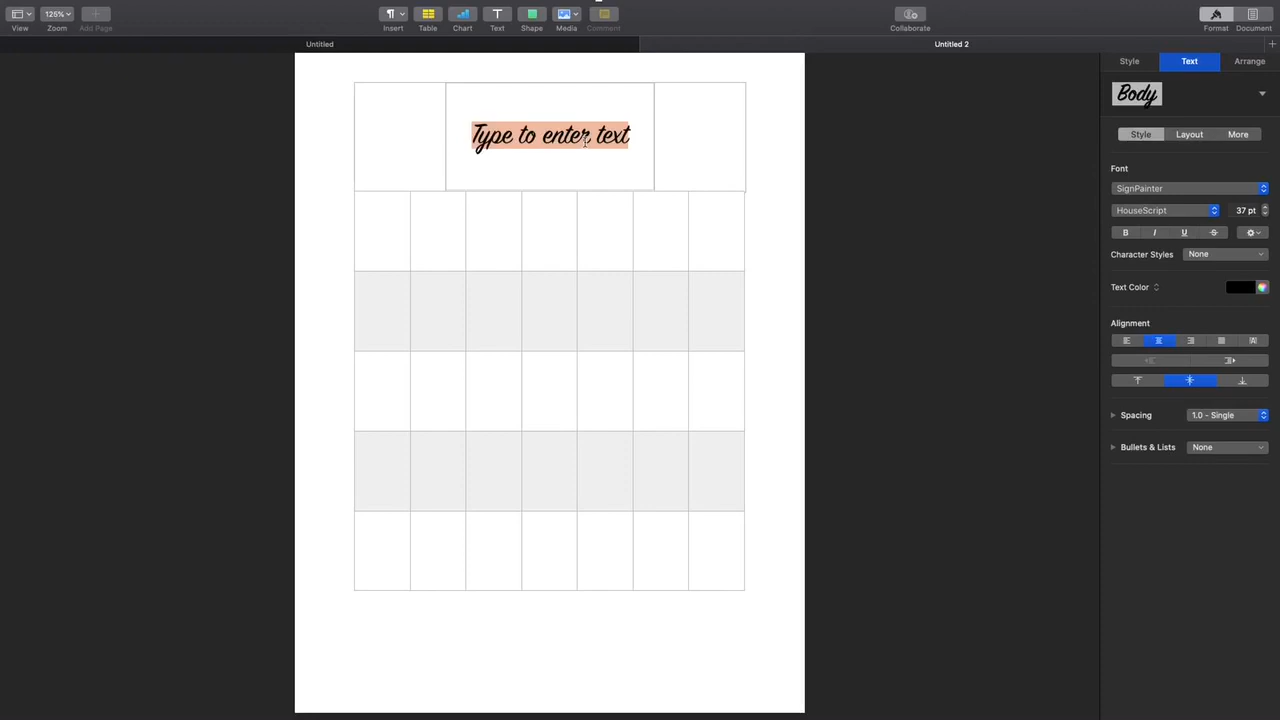 125%
View
Zoom
Add Page
Insert
Table
Chart
Text
Shape
Media
Comment
Collaborate
Format
Document
Untitled
Untitled 2
Style
Text
Arrange
Body
Style
Layout
More
Font
SignPainter
HouseScript
37 pt
B I U S
Character Styles
None
Text Color
Alignment
Spacing
1.0 - Single
Bullets & Lists
None
Type to enter text